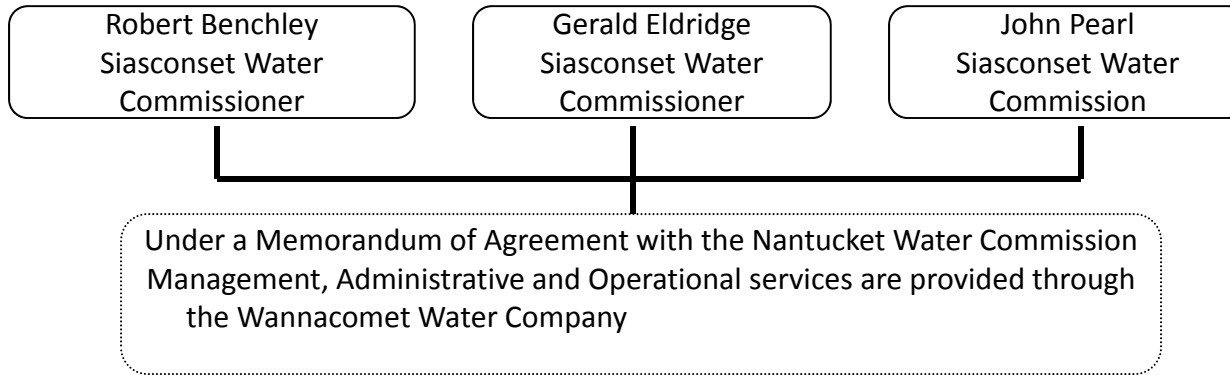 Robert Benchley
Siasconset Water
Commissioner
Gerald Eldridge
Siasconset Water
Commissioner
John Pearl
Siasconset Water
Commission
Under a Memorandum of Agreement with the Nantucket Water Commission
Management, Administrative and Operational services are provided through
the Wannacomet Water Company